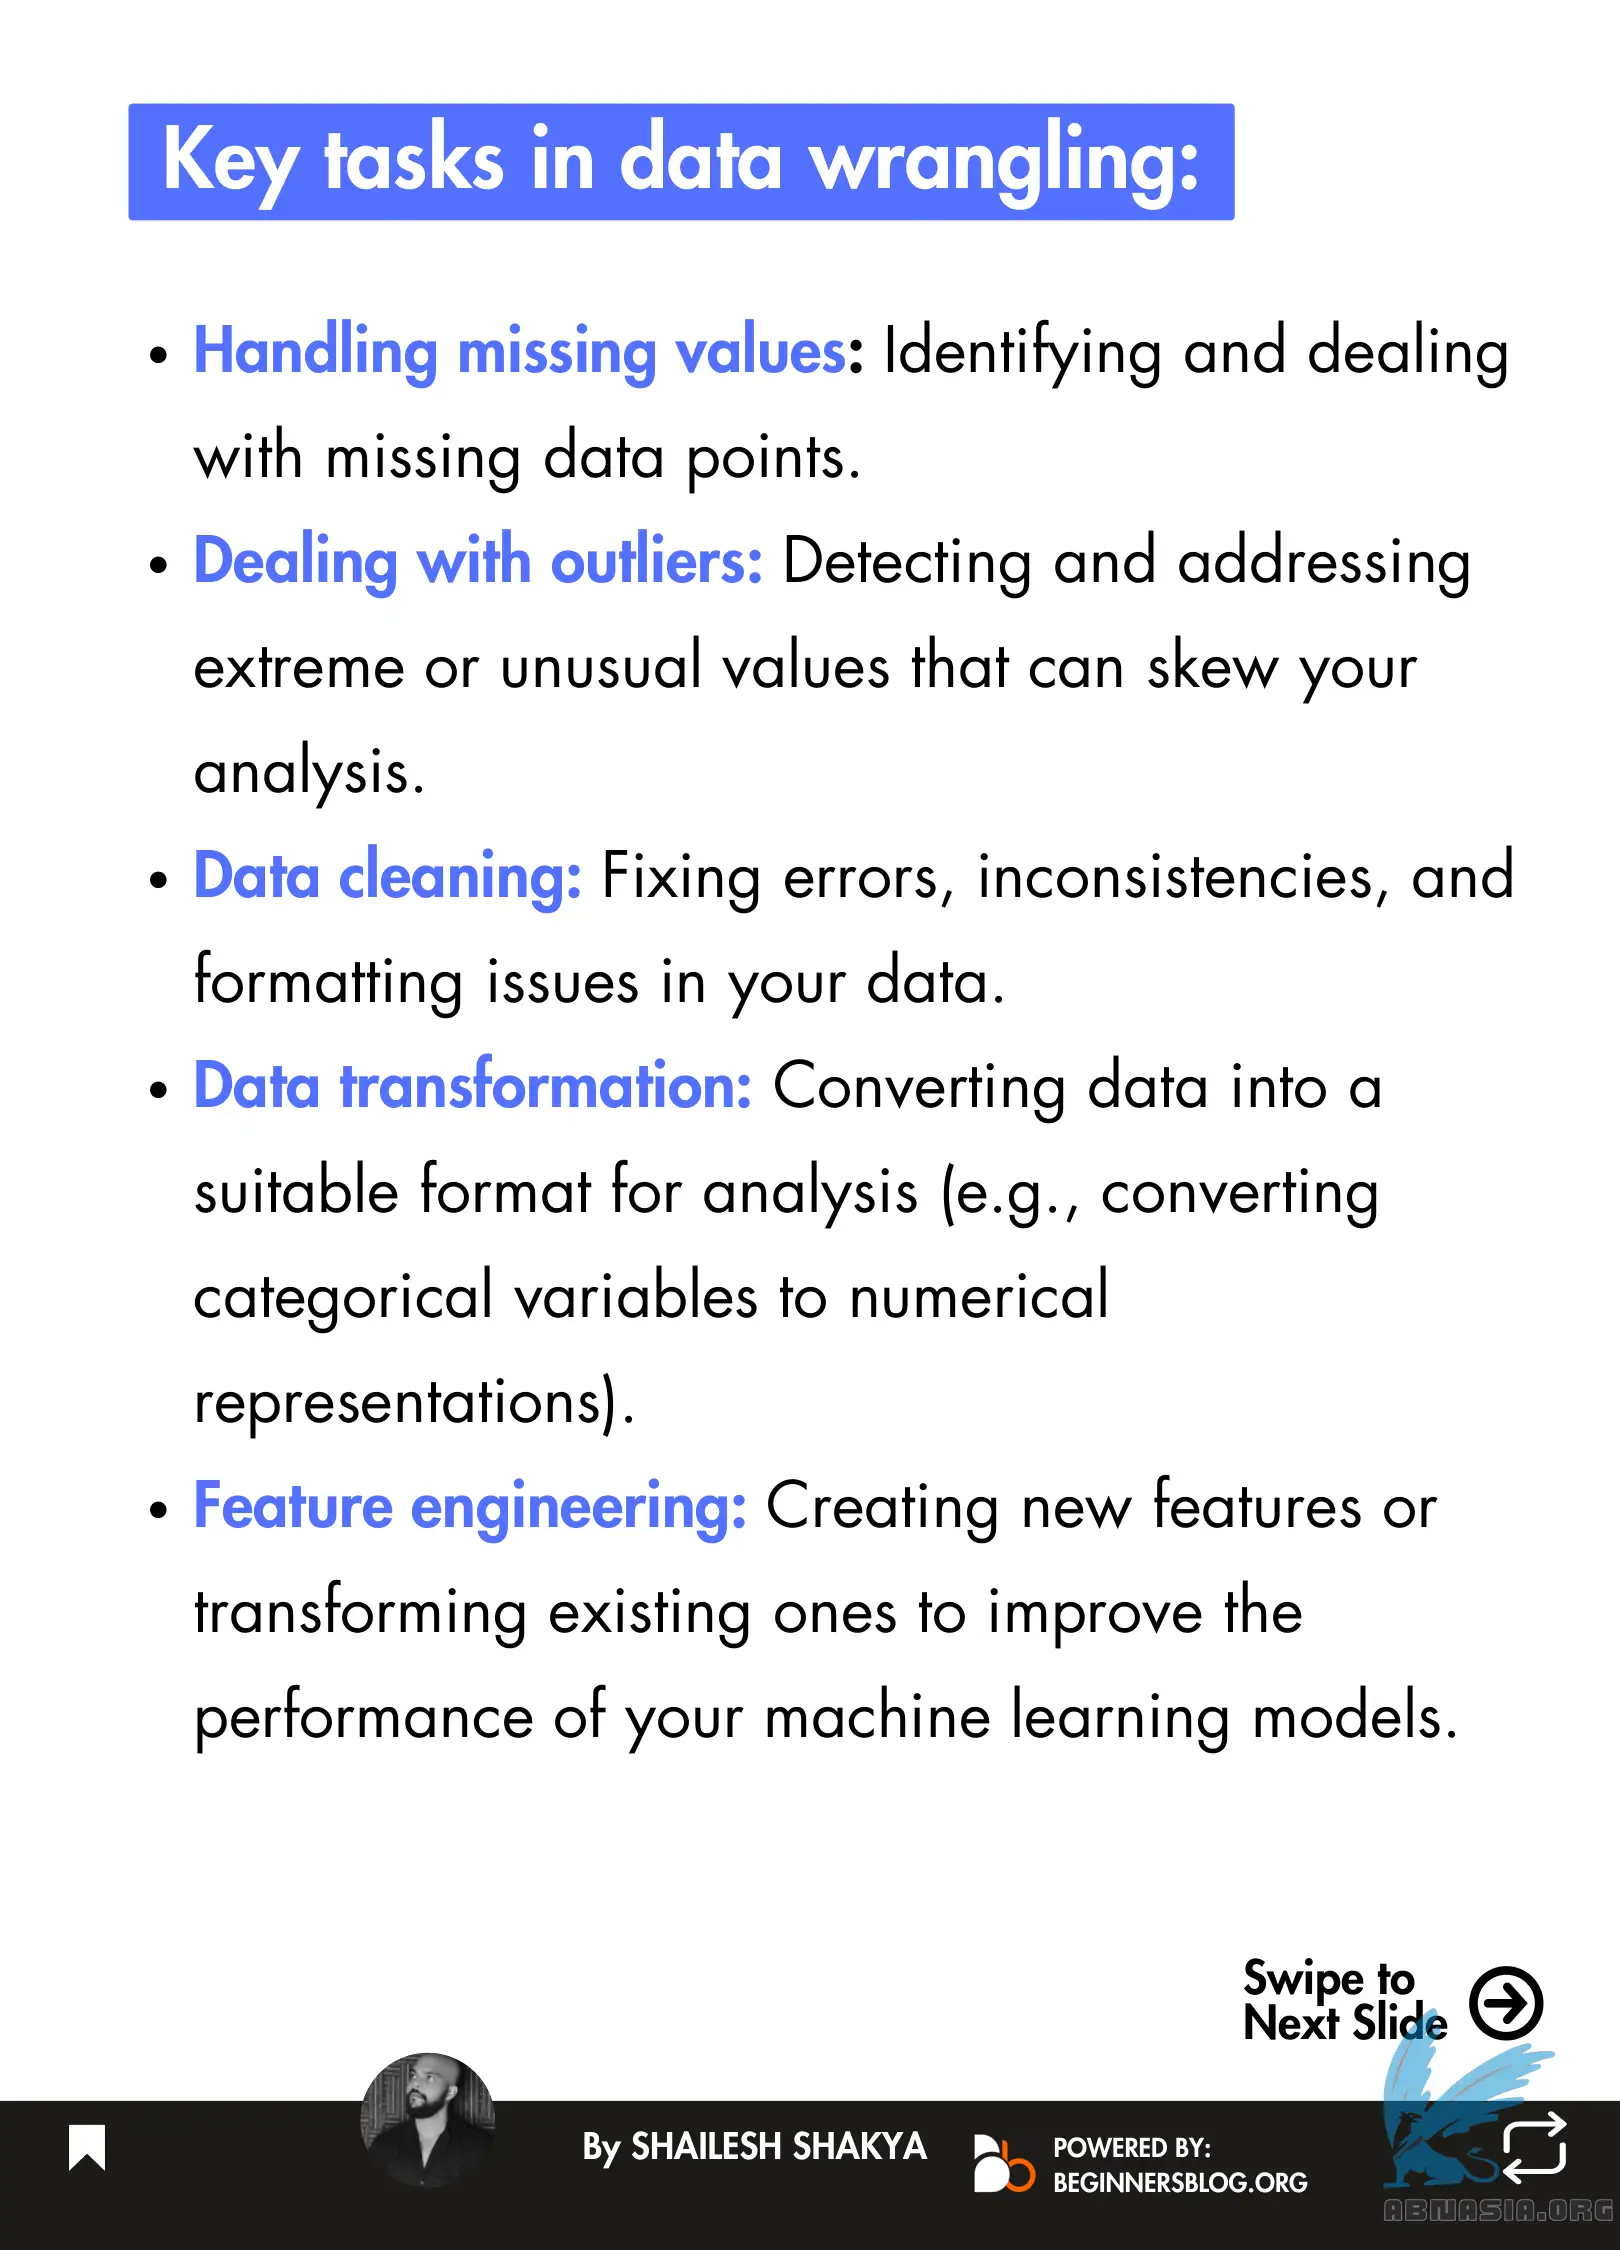 Key tasks in data wrangling:
• Handling missing values: Identifying and dealing
with missing data points.
• Dealing with outliers: Detecting and addressing
extreme or unusual values that can skew your
analysis.
• Data cleaning: Fixing errors, inconsistencies, and
formatting issues in your data.
• Data transformation: Converting data into a
suitable format for analysis (e.g., converting
categorical variables to numerical
representations).
• Feature engineering: Creating new features or
transforming existing ones to improve the
performance of your machine learning models.
Swipe to
Next Slide
By SHAILESH SHAKYA
POWERED BY:
BEGINNERSBLOG.ORG
ABNASIA.ORG